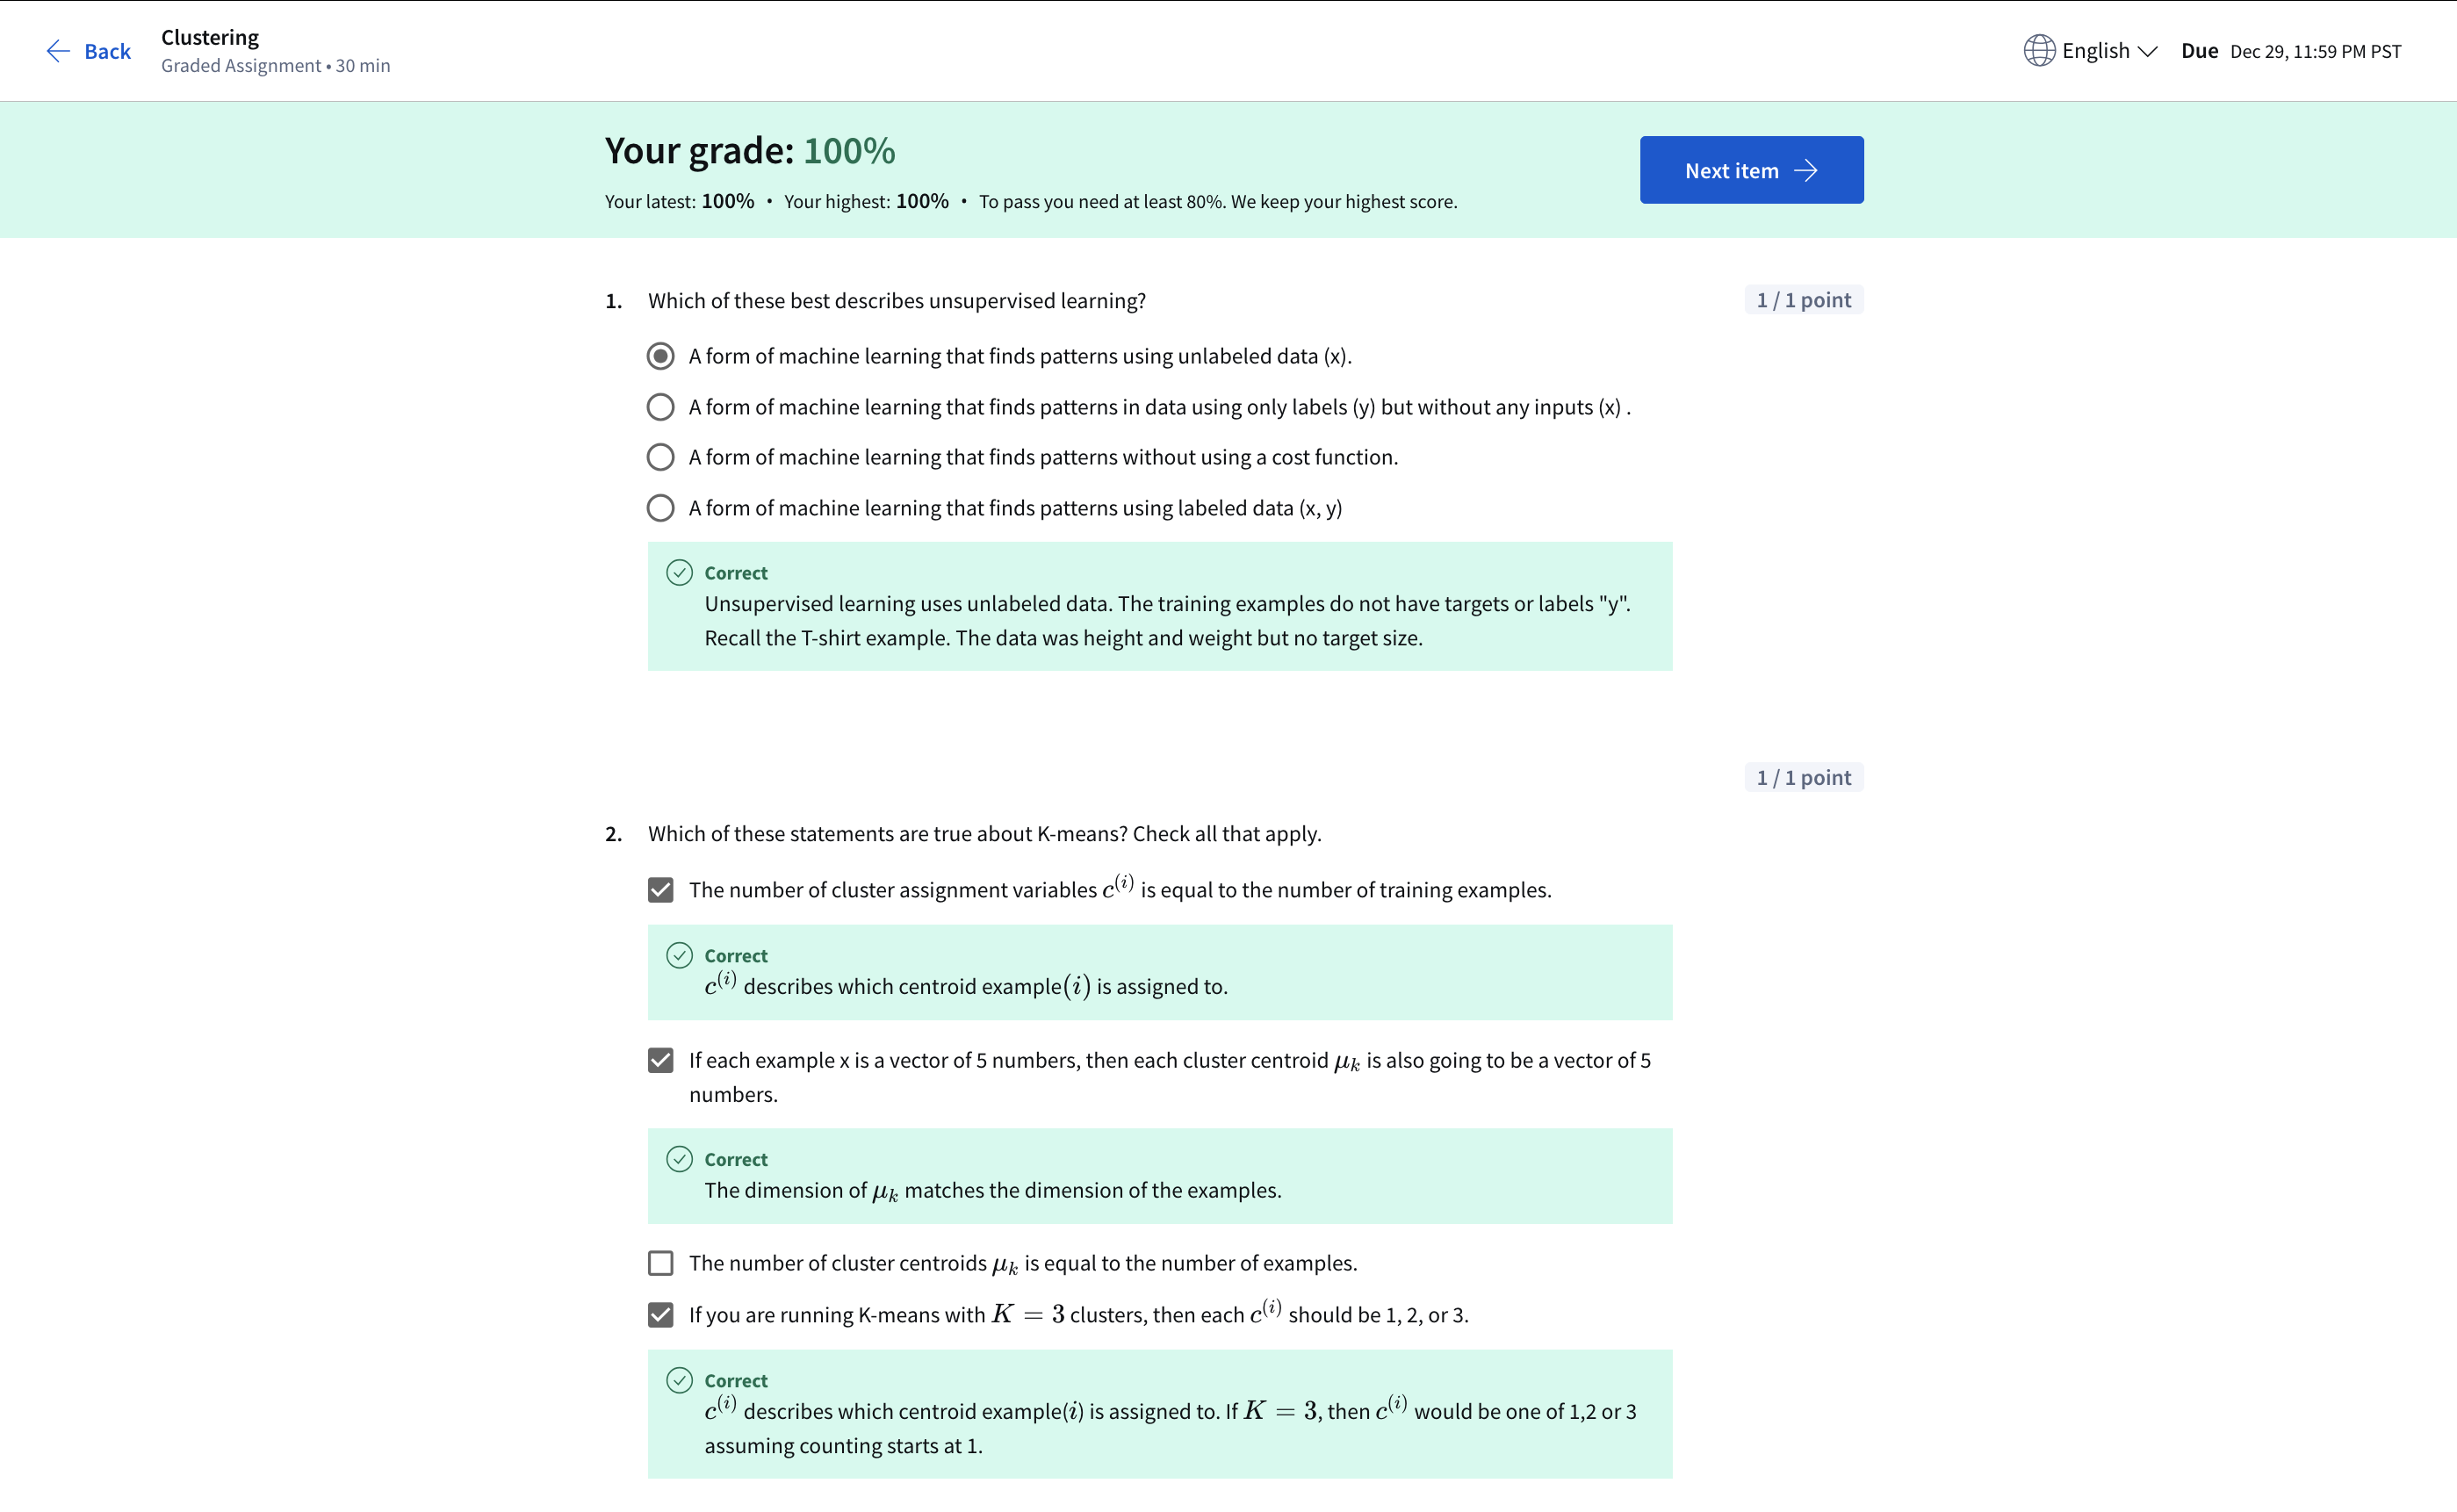 Back
Clustering
Graded Assignment • 30 min
English
Due Dec 29, 11:59 PM PST
Your grade: 100%
Your latest: 100% • Your highest: 100% • To pass you need at least 80%. We keep your highest score.
Next item
1. Which of these best describes unsupervised learning?
1 / 1 point
A form of machine learning that finds patterns using unlabeled data (x).
A form of machine learning that finds patterns in data using only labels (y) but without any inputs (x) .
A form of machine learning that finds patterns without using a cost function.
A form of machine learning that finds patterns using labeled data (x, y)
Correct
Unsupervised learning uses unlabeled data. The training examples do not have targets or labels "y".
Recall the T-shirt example. The data was height and weight but no target size.
1 / 1 point
2. Which of these statements are true about K-means? Check all that apply.
The number of cluster assignment variables c^(i) is equal to the number of training examples.
Correct
c^(i) describes which centroid example(i) is assigned to.
If each example x is a vector of 5 numbers, then each cluster centroid μ_k is also going to be a vector of 5
numbers.
Correct
The dimension of μ_k matches the dimension of the examples.
The number of cluster centroids μ_k is equal to the number of examples.
If you are running K-means with K = 3 clusters, then each c^(i) should be 1, 2, or 3.
Correct
c^(i) describes which centroid example(i) is assigned to. If K = 3, then c^(i) would be one of 1,2 or 3
assuming counting starts at 1.